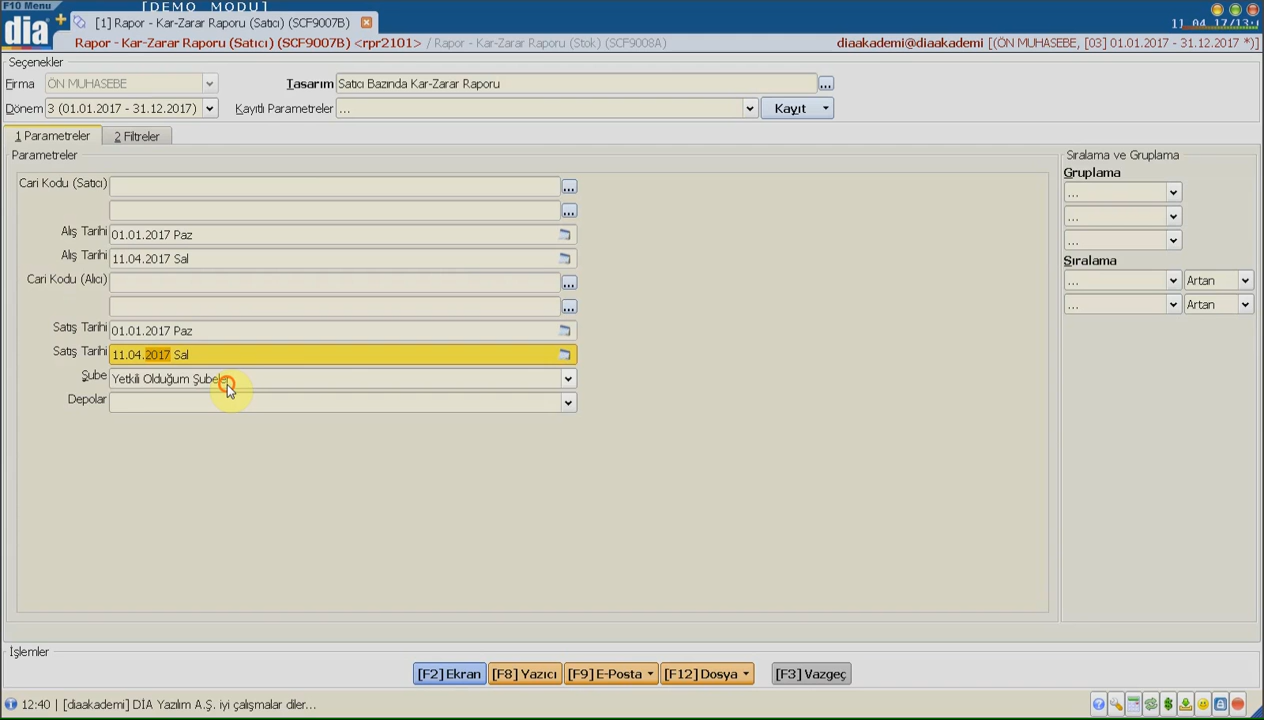 F10 Menu
[DEMO MODU]
dia
[1] Rapor - Kar-Zarar Raporu (Satıcı) (SCF9007B)
Rapor - Kar-Zarar Raporu (Satıcı) (SCF9007B) <rpr2101> / Rapor - Kar-Zarar Raporu (Stok) (SCF9008A)
diaakademi@diaakademi [(ÖN MUHASEBE, [03] 01.01.2017 - 31.12.2017 *)]
Seçenekler
Firma ÖN MUHASEBE
Tasarım Satıcı Bazında Kar-Zarar Raporu ...
Dönem 3 (01.01.2017 - 31.12.2017)
Kayıtlı Parametreler ...
Kayıt
1 Parametreler
2 Filtreler
Parametreler
Cari Kodu (Satıcı) ...
...
Alış Tarihi 01.01.2017 Paz
Alış Tarihi 11.04.2017 Sal
Cari Kodu (Alıcı) ...
...
Satış Tarihi 01.01.2017 Paz
Satış Tarihi 11.04.2017 Sal
Şube Yetkili Olduğum Şubeler
Depolar
Sıralama ve Gruplama
Gruplama
...
...
...
Sıralama
... Artan
... Artan
İşlemler
[F2] Ekran
[F8] Yazıcı
[F9] E-Posta
[F12] Dosya
[F3] Vazgeç
12:40 | [diaakademi] DİA Yazılım A.Ş. iyi çalışmalar diler...